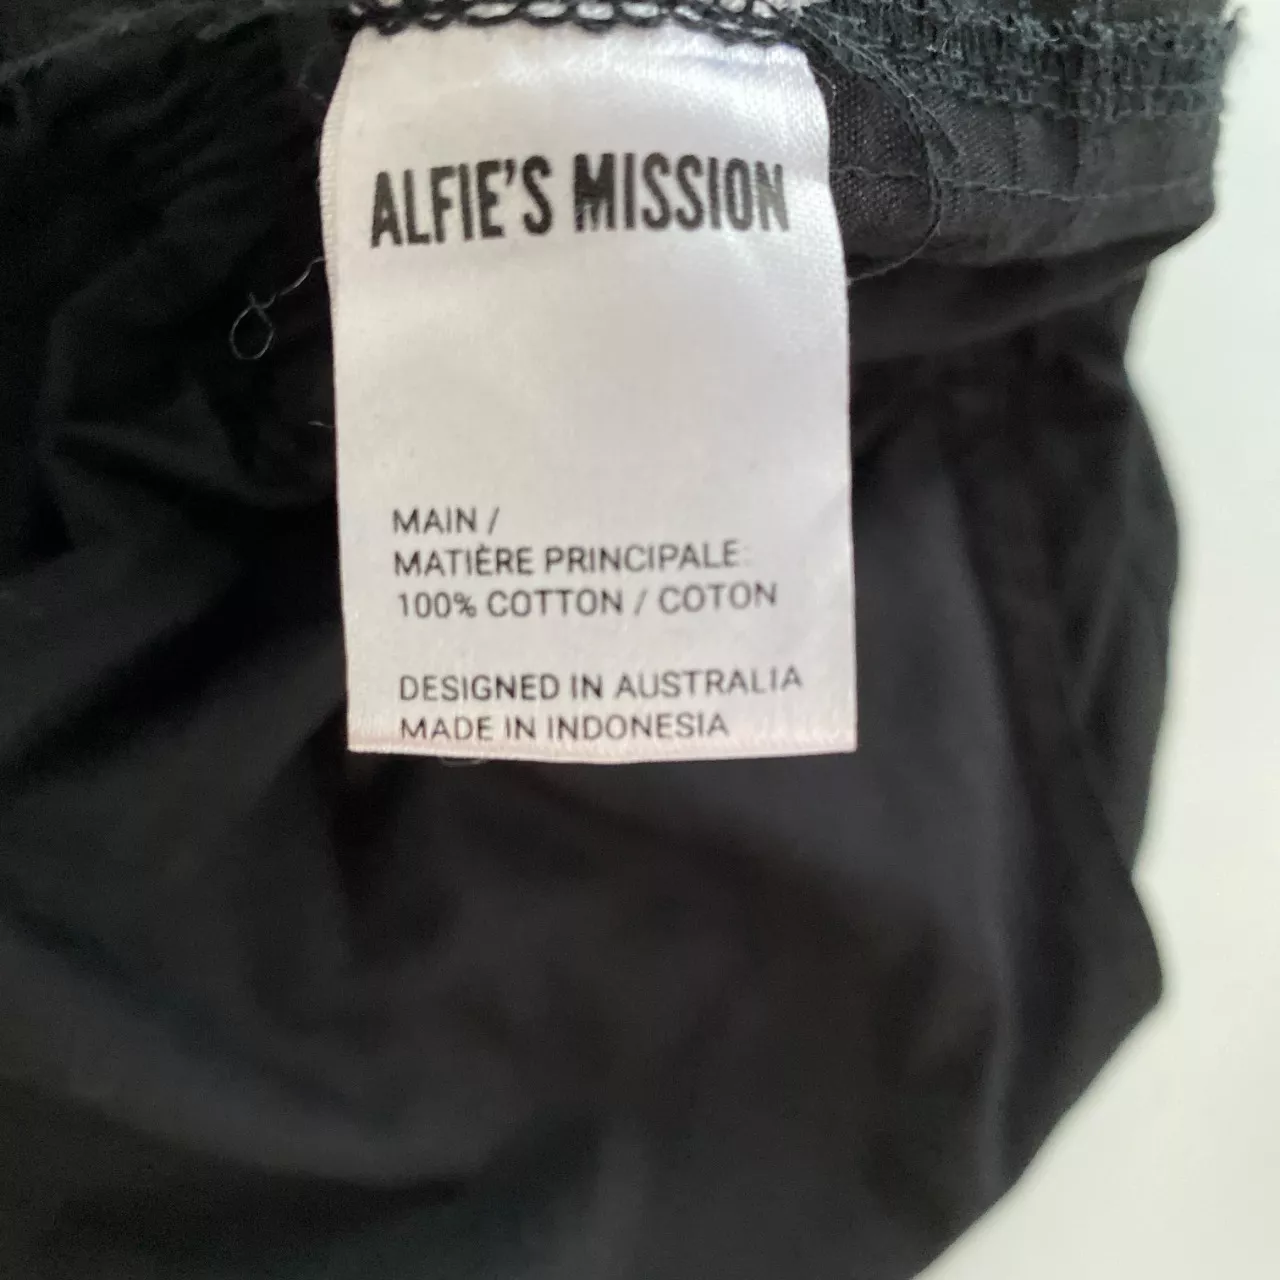 ALFIE'S MISSION
MAIN /
MATIÈRE PRINCIPALE:
100% COTTON / COTON
DESIGNED IN AUSTRALIA
MADE IN INDONESIA